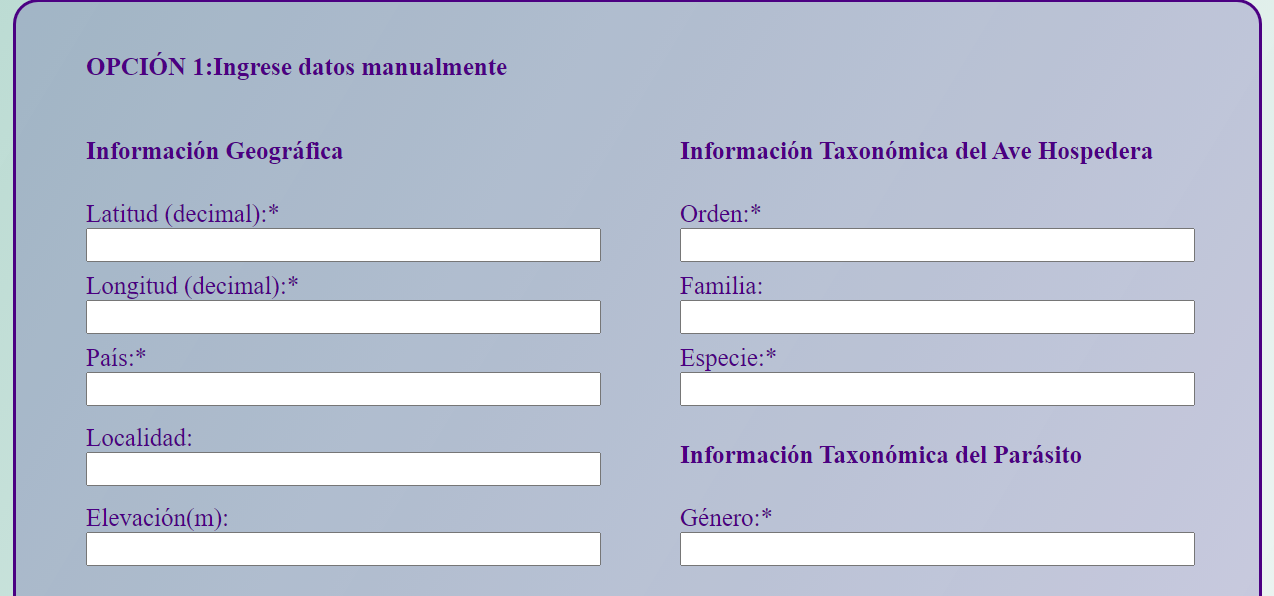 OPCIÓN 1:Ingrese datos manualmente
Información Geográfica
Latitud (decimal):*
Longitud (decimal):*
País:*
Localidad:
Elevación(m):
Información Taxonómica del Ave Hospedera
Orden:*
Familia:
Especie:*
Información Taxonómica del Parásito
Género:*